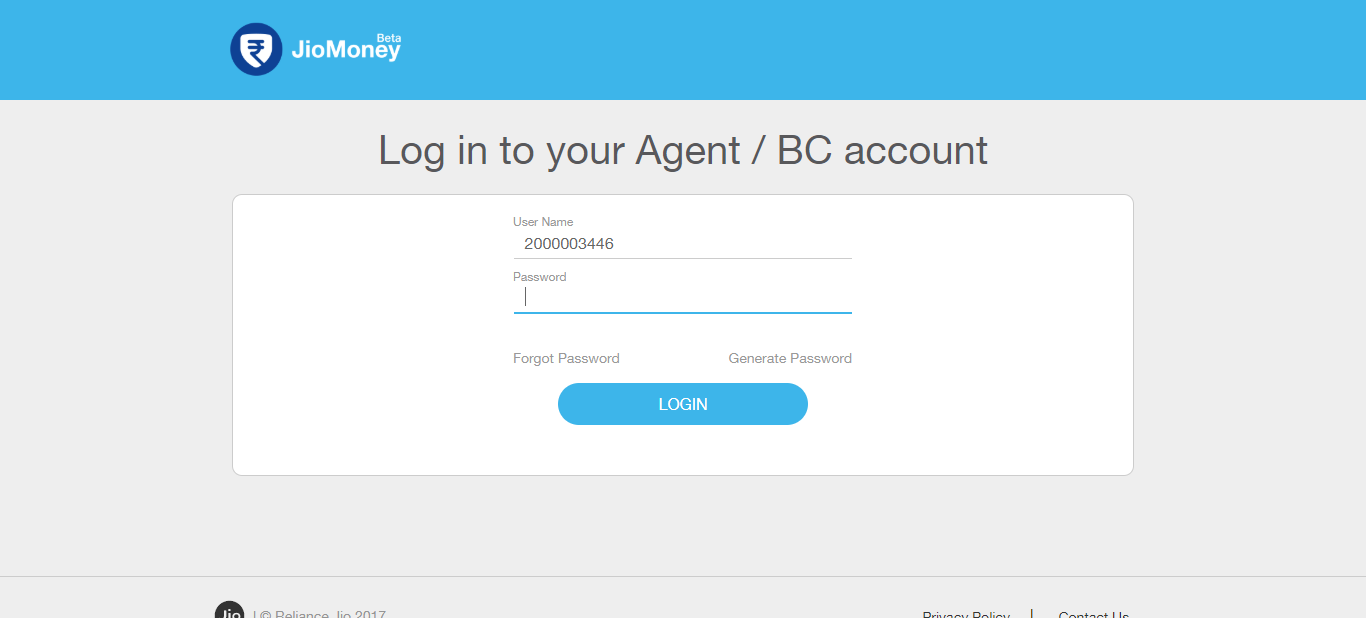 Beta
JioMoney
Log in to your Agent / BC account
User Name
2000003446
Password
Forgot Password Generate Password
LOGIN
Jio | © Reliance Jio 2017 Privacy Policy | Contact Us